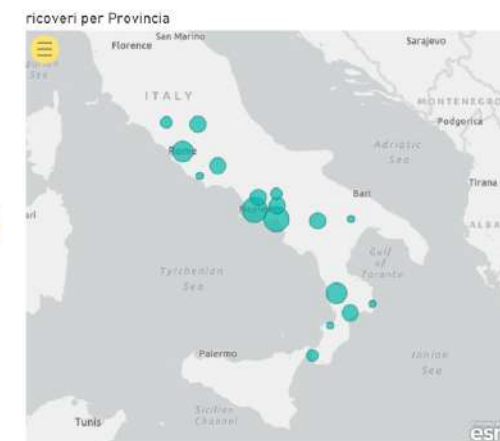 ricoveri per Provincia
San Marino
Florence
Sarajevo
ITALY
MONTENEGRO
Podgorica
Adriatic
Sea
Rome
Tirana
Bari
Gulf
of
Taranto
Tyrrhenian
Sea
Palermo
Ionian
Sea
Sicilian
Channel
Tunis